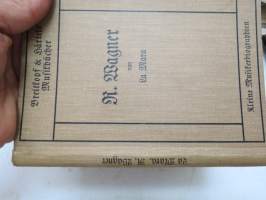 Breitkopf & Härtels
Musikbücher
R. Wagner
von
La Mara
Kleine Musikerbiographien
La Mara, R. Wagner